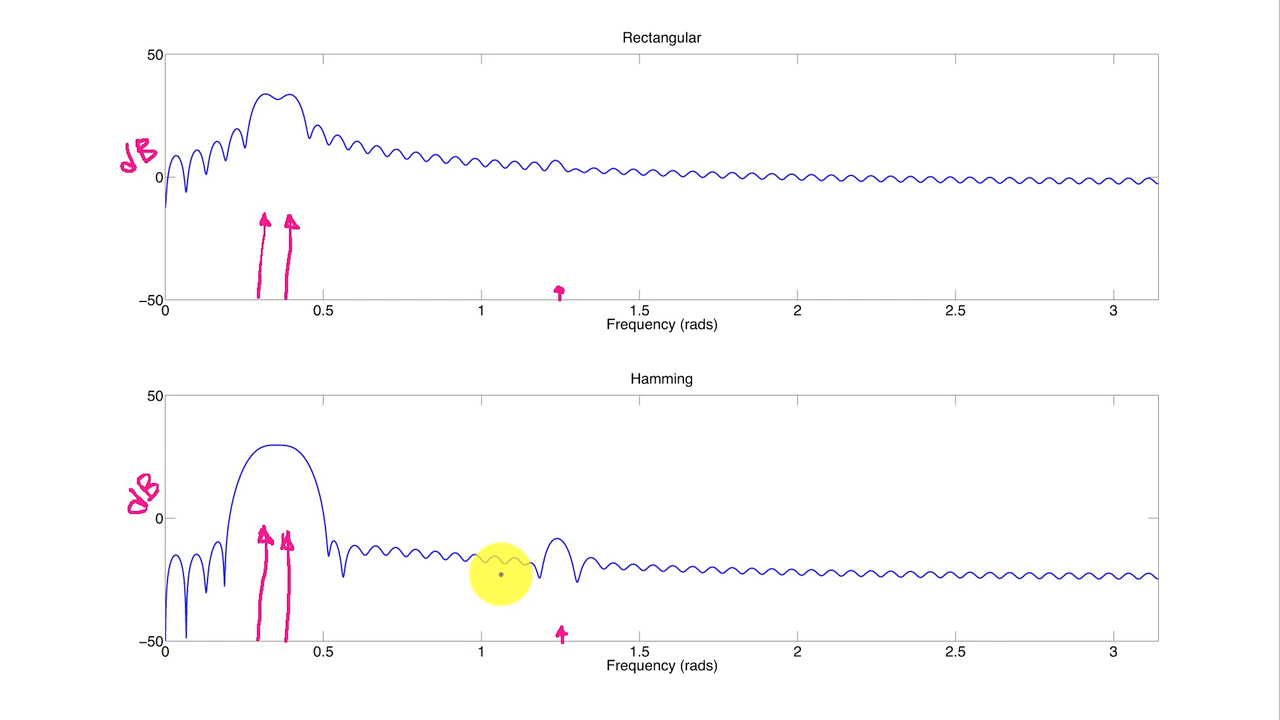 Rectangular
50
dB
0
−50
0 0.5 1 1.5 2 2.5 3
Frequency (rads)
Hamming
50
dB
0
−50
0 0.5 1 1.5 2 2.5 3
Frequency (rads)